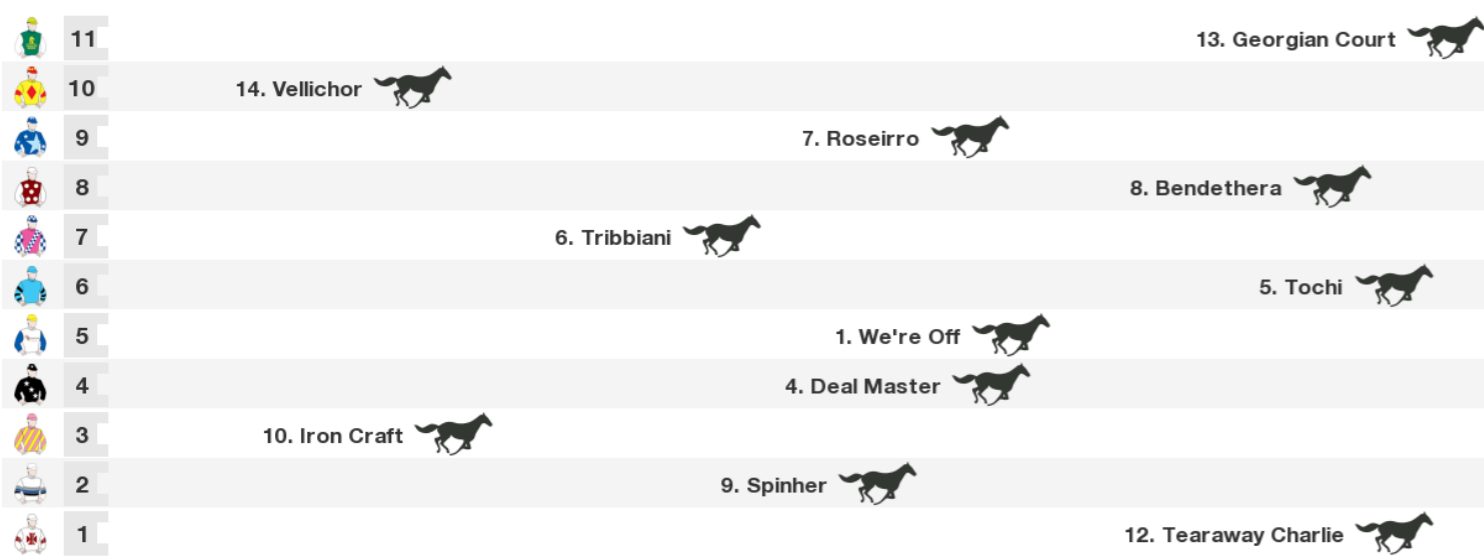 11 13. Georgian Court
10 14. Vellichor
9 7. Roseirro
8 8. Bendethera
7 6. Tribbiani
6 5. Tochi
5 1. We're Off
4 4. Deal Master
3 10. Iron Craft
2 9. Spinher
1 12. Tearaway Charlie